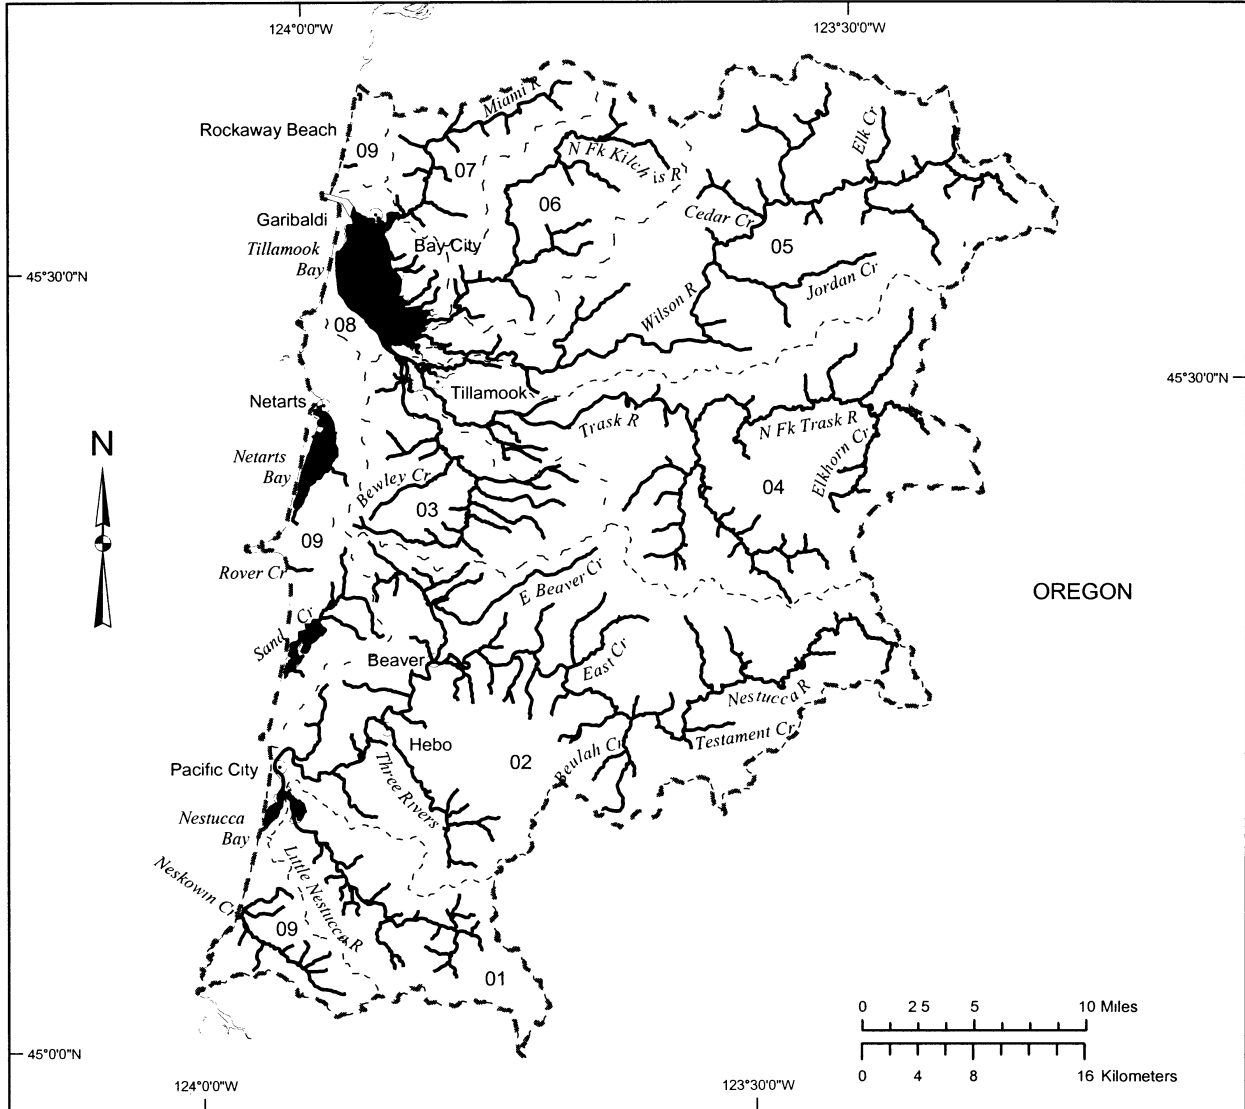 124°0'0"W
123°30'0"W
Miami R
Rockaway Beach
Elk Cr
09
N Fk Kilchis R
07
06
Cedar Cr
Garibaldi
Bay City
05
Tillamook
Bay
45°30'0"N
Jordan Cr
Wilson R
08
45°30'0"N
Tillamook
Netarts
Trask R
N Fk Trask R
N
Netarts
Bay
Elkhorn Cr
Bewley Cr
04
03
09
Rover Cr
E Beaver Cr
OREGON
Sand Cr
Beaver
East Cr
Nestucca R
Testament Cr
Hebo
Beulah Cr
02
Pacific City
Three Rivers
Nestucca
Bay
Little Nestucca R
Neskowin Cr
09
01
0 2 5 5 10 Miles
45°0'0"N
0 4 8 16 Kilometers
124°0'0"W
123°30'0"W